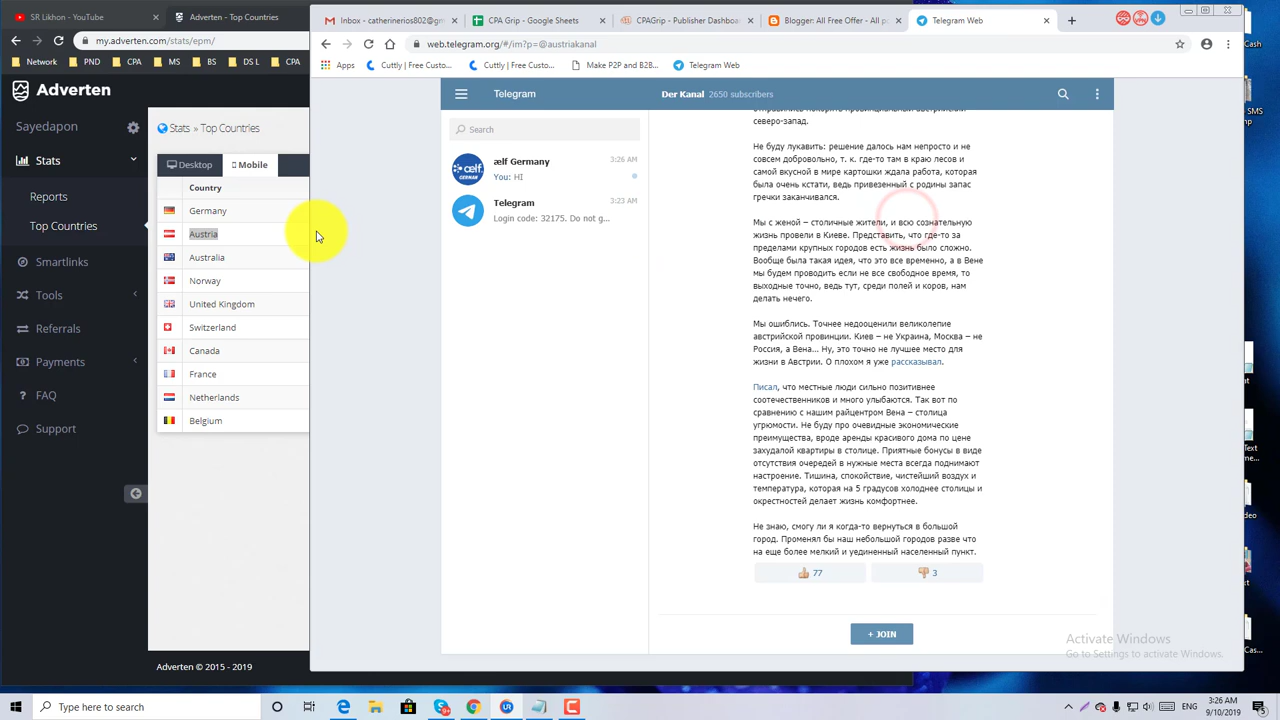 SR Likhon - YouTube
Adverten - Top Countries
my.adverten.com/stats/epm/
Network
PND
CPA
MS
BS
DS L
CPA
Adverten
Sayedapon
Stats
Reports
Top Countries
Smartlinks
Tools
Referrals
Payments
FAQ
Support
Stats » Top Countries
Desktop
Mobile
Country
Germany
Austria
Australia
Norway
United Kingdom
Switzerland
Canada
France
Netherlands
Belgium
Adverten © 2015 - 2019
Inbox - catherinerios802@gm
CPA Grip - Google Sheets
CPAGrip - Publisher Dashboa
Blogger: All Free Offer - All po
Telegram Web
web.telegram.org/#/im?p=@austriakanal
Apps
Cuttly | Free Custo...
Cuttly | Free Custo...
Make P2P and B2B...
Telegram Web
Telegram
Der Kanal 2650 subscribers
Search
ælf Germany
3:26 AM
You: HI
ælf
GERMAN
Telegram
3:23 AM
Login code: 32175. Do not g...
северо-запад.
Не буду лукавить: решение далось нам непросто и не
совсем добровольно, т. к. где-то там в краю лесов и
самой вкусной в мире картошки ждала работа, которая
была очень кстати, ведь привезенный с родины запас
гречки заканчивался.
Мы с женой – столичные жители, и всю сознательную
жизнь провели в Киеве. Представить, что где-то за
пределами крупных городов есть жизнь было сложно.
Вообще была такая идея, что это все временно, а в Вене
мы будем проводить если не все свободное время, то
выходные точно, ведь тут, среди полей и коров, нам
делать нечего.
Мы ошиблись. Точнее недооценили великолепие
австрийской провинции. Киев – не Украина, Москва – не
Россия, а Вена... Ну, это точно не лучшее место для
жизни в Австрии. О плохом я уже рассказывал.
Писал, что местные люди сильно позитивнее
соотечественников и много улыбаются. Так вот по
сравнению с нашим райцентром Вена – столица
угрюмости. Не буду про очевидные экономические
преимущества, вроде аренды красивого дома по цене
захудалой квартиры в столице. Приятные бонусы в виде
отсутствия очередей в нужные места всегда поднимают
настроение. Тишина, спокойствие, чистейший воздух и
температура, которая на 5 градусов холоднее столицы и
окрестностей делает жизнь комфортнее.
Не знаю, смогу ли я когда-то вернуться в большой
город. Променял бы наш небольшой городов разве что
на еще более мелкий и уединенный населенный пункт.
77
3
+ JOIN
Activate Windows
Go to Settings to activate Windows.
Type here to search
ENG
3:26 AM
9/10/2019